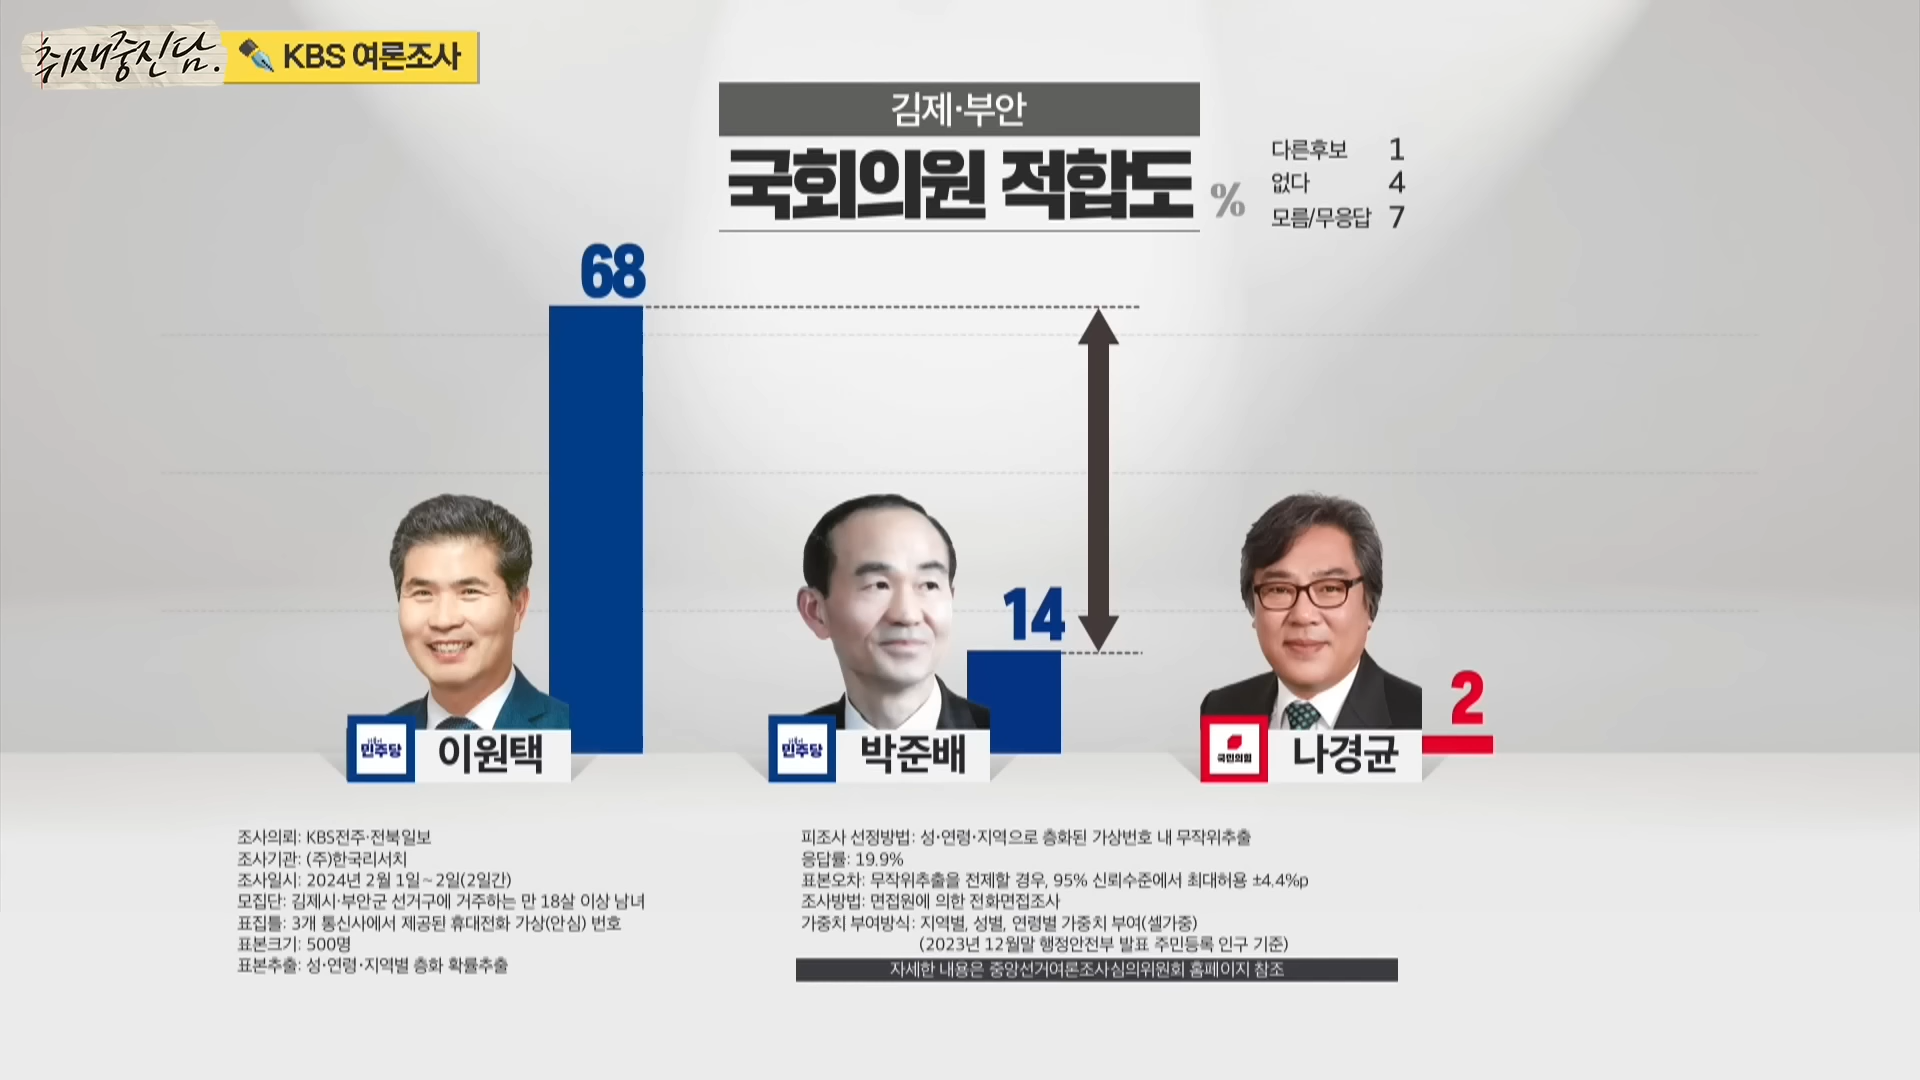 취재중진담.
KBS 여론조사
김제·부안
국회의원 적합도 %
다른후보 1
없다 4
모름/무응답 7
68
14
2
더불어민주당
이원택
더불어민주당
박준배
국민의힘
나경균
조사의뢰: KBS전주·전북일보
조사기관: (주)한국리서치
조사일시: 2024년 2월 1일~2일(2일간)
모집단: 김제시·부안군 선거구에 거주하는 만 18살 이상 남녀
표집틀: 3개 통신사에서 제공된 휴대전화 가상(안심) 번호
표본크기: 500명
표본추출: 성·연령·지역별 층화 확률추출
피조사 선정방법: 성·연령·지역으로 층화된 가상번호 내 무작위추출
응답률: 19.9%
표본오차: 무작위추출을 전제할 경우, 95% 신뢰수준에서 최대허용 ±4.4%p
조사방법: 면접원에 의한 전화면접조사
가중치 부여방식: 지역별, 성별, 연령별 가중치 부여(셀가중)
(2023년 12월말 행정안전부 발표 주민등록 인구 기준)
자세한 내용은 중앙선거여론조사심의위원회 홈페이지 참조